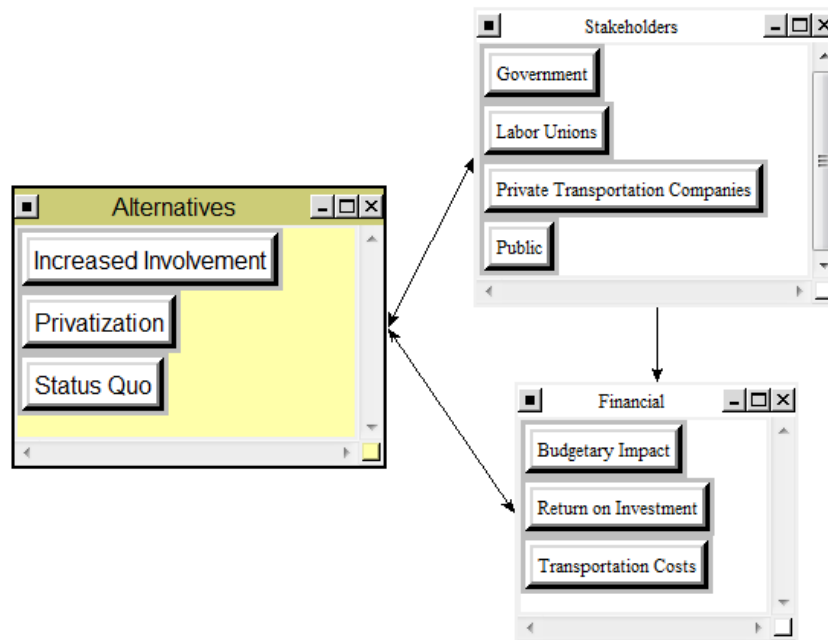 Stakeholders
Government
Labor Unions
Private Transportation Companies
Public
Alternatives
Increased Involvement
Privatization
Status Quo
Financial
Budgetary Impact
Return on Investment
Transportation Costs